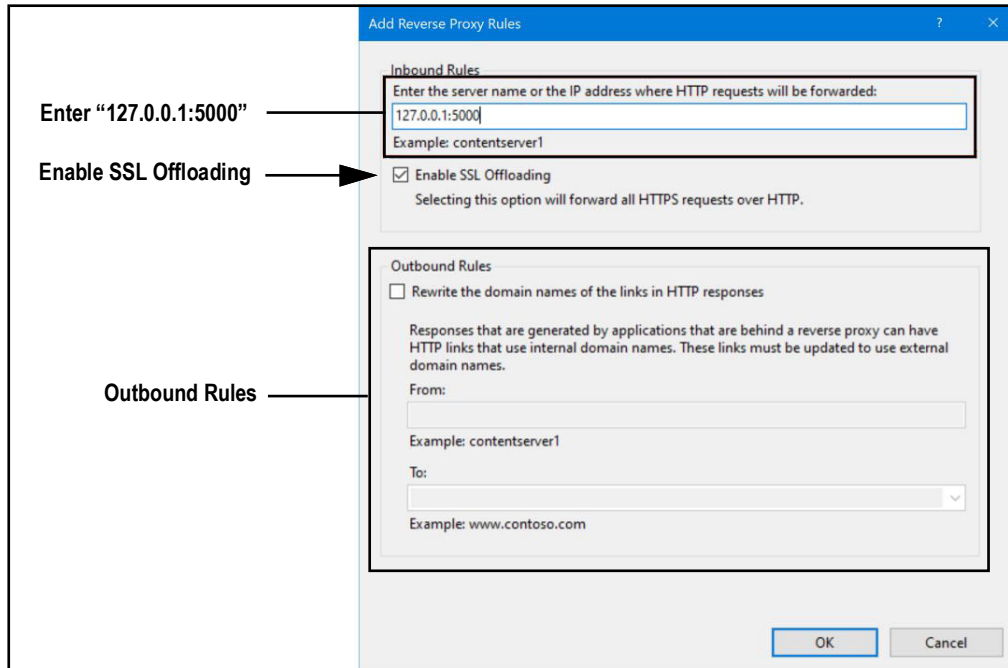 Add Reverse Proxy Rules
?
×
Inbound Rules
Enter the server name or the IP address where HTTP requests will be forwarded:
Enter “127.0.0.1:5000”
127.0.0.1:5000
Example: contentserver1
Enable SSL Offloading
Enable SSL Offloading
Selecting this option will forward all HTTPS requests over HTTP.
Outbound Rules
Rewrite the domain names of the links in HTTP responses
Responses that are generated by applications that are behind a reverse proxy can have
HTTP links that use internal domain names. These links must be updated to use external
domain names.
Outbound Rules
From:
Example: contentserver1
To:
Example: www.contoso.com
OK
Cancel